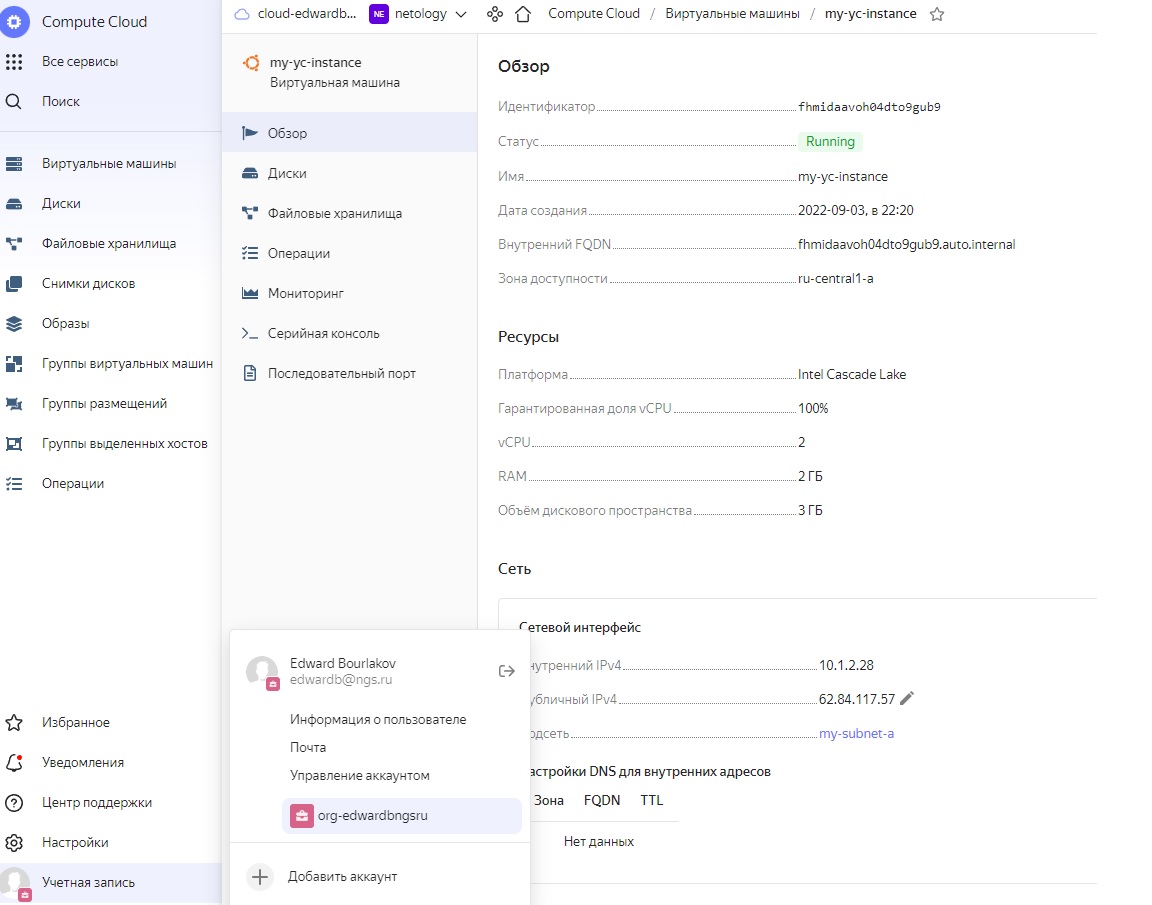 Compute Cloud
Все сервисы
Поиск
Виртуальные машины
Диски
Файловые хранилища
Снимки дисков
Образы
Группы виртуальных машин
Группы размещений
Группы выделенных хостов
Операции
Избранное
Уведомления
Центр поддержки
Настройки
Учетная запись
cloud-edwardb... NE netology Compute Cloud / Виртуальные машины / my-yc-instance
my-yc-instance
Виртуальная машина
Обзор
Диски
Файловые хранилища
Операции
Мониторинг
Серийная консоль
Последовательный порт
Edward Bourlakov
edwardb@ngs.ru
Информация о пользователе
Почта
Управление аккаунтом
org-edwardbngsru
Добавить аккаунт
Обзор
Идентификатор fhmidaavoh04dto9gub9
Статус Running
Имя my-yc-instance
Дата создания 2022-09-03, в 22:20
Внутренний FQDN fhmidaavoh04dto9gub9.auto.internal
Зона доступности ru-central1-a
Ресурсы
Платформа Intel Cascade Lake
Гарантированная доля vCPU 100%
vCPU 2
RAM 2 ГБ
Объём дискового пространства 3 ГБ
Сеть
Сетевой интерфейс
нутренний IPv4 10.1.2.28
убличный IPv4 62.84.117.57
одсеть my-subnet-a
астройки DNS для внутренних адресов
Зона FQDN TTL
Нет данных